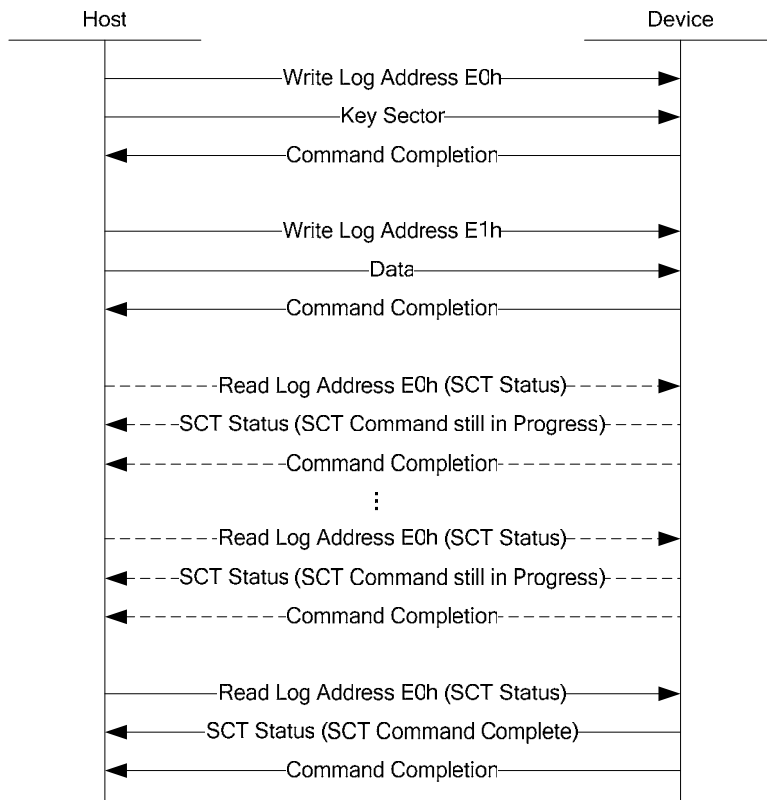 Host Device
Write Log Address E0h
Key Sector
Command Completion
Write Log Address E1h
Data
Command Completion
Read Log Address E0h (SCT Status)
SCT Status (SCT Command still in Progress)
Command Completion
⋮
Read Log Address E0h (SCT Status)
SCT Status (SCT Command still in Progress)
Command Completion
Read Log Address E0h (SCT Status)
SCT Status (SCT Command Complete)
Command Completion